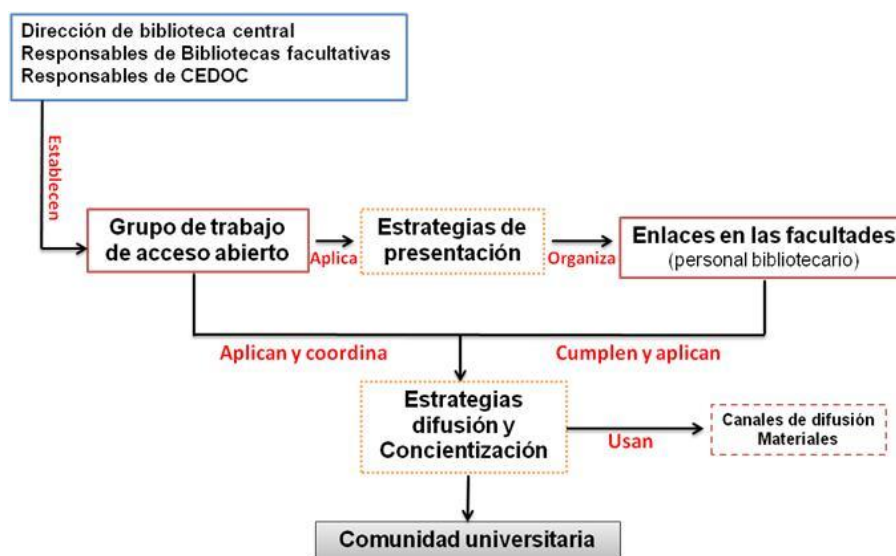 Dirección de biblioteca central
Responsables de Bibliotecas facultativas
Responsables de CEDOC
Establecen
Grupo de trabajo
de acceso abierto
Aplica
Estrategias de
presentación
Organiza
Enlaces en las facultades
(personal bibliotecario)
Aplican y coordina
Cumplen y aplican
Estrategias
difusión y
Concientización
Usan
Canales de difusión
Materiales
Comunidad universitaria